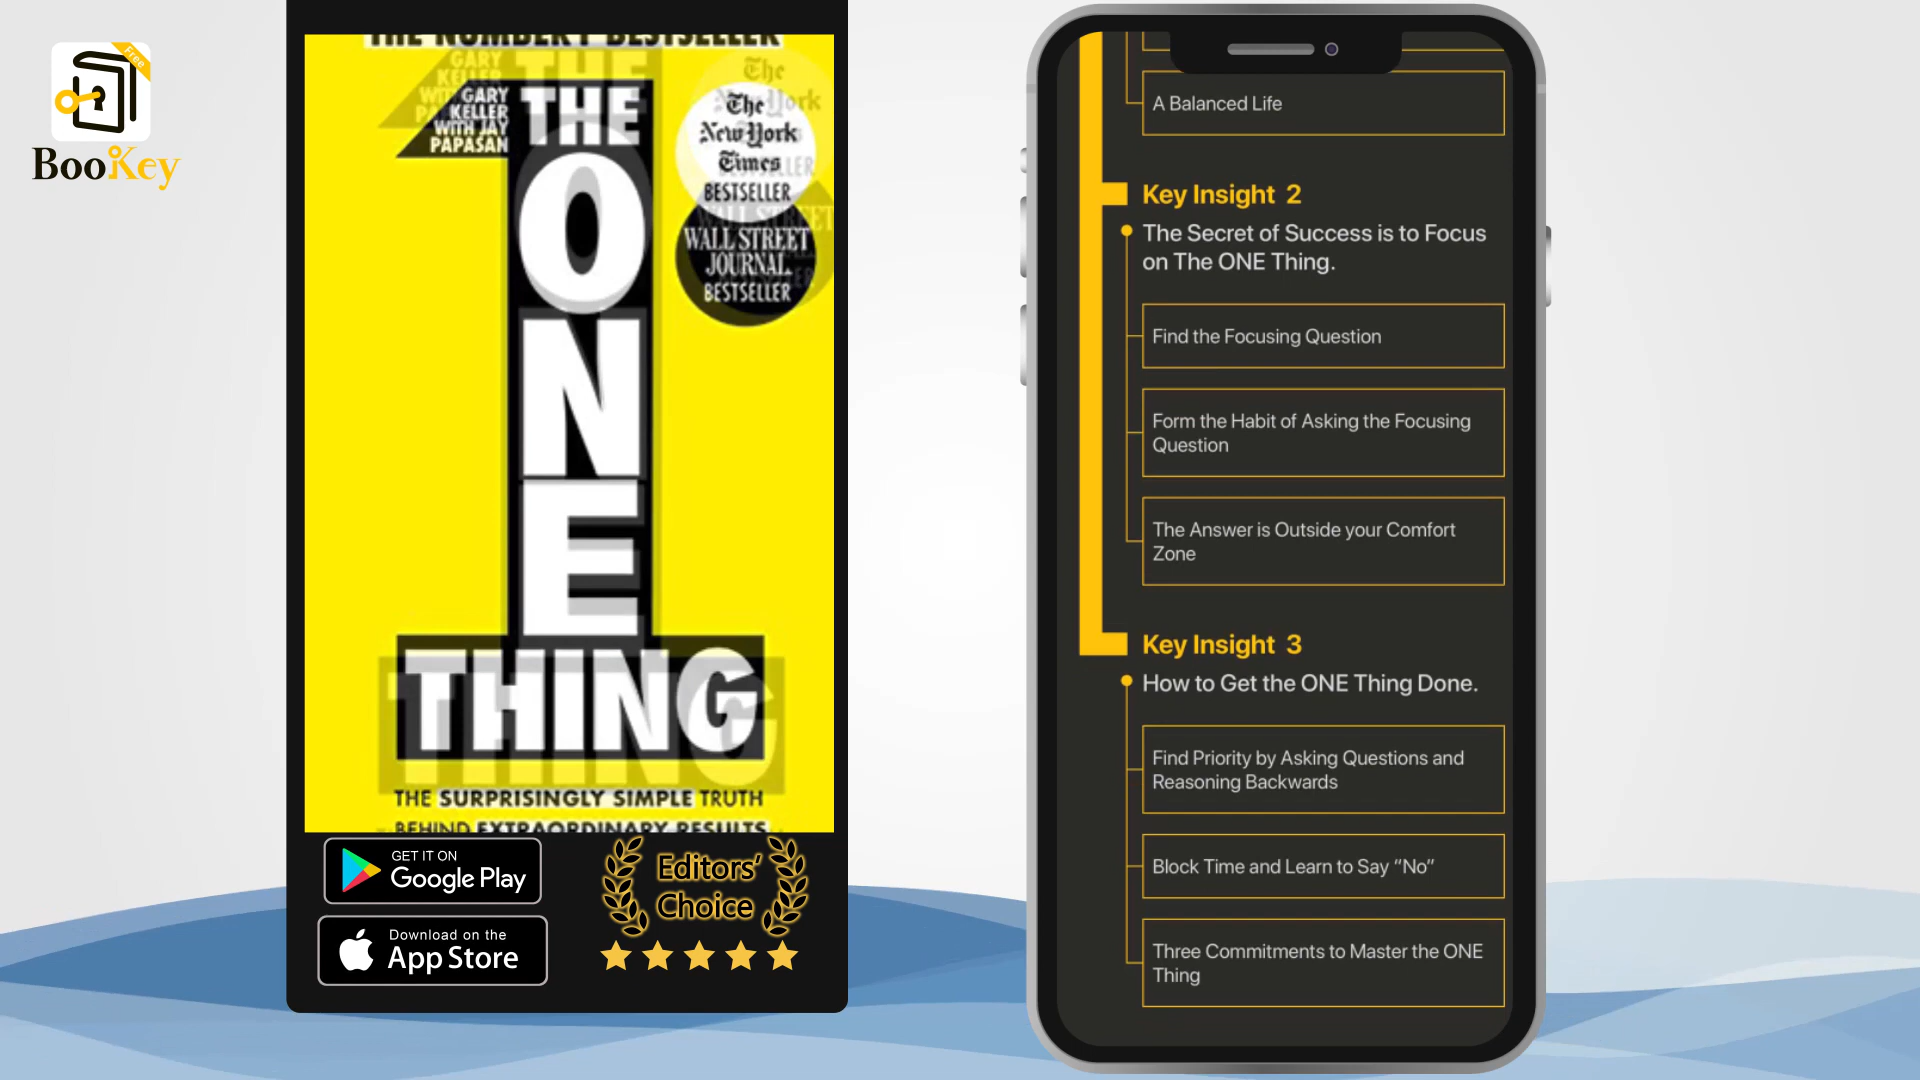 Free
BooKey
THE NUMBER 1 BESTSELLER
GARY
KELLER
WITH JAY
PAPASAN
THE
ONE
THING
The
New York
Times
BESTSELLER
WALL STREET
JOURNAL
BESTSELLER
THE SURPRISINGLY SIMPLE TRUTH
BEHIND EXTRAORDINARY RESULTS
GET IT ON
Google Play
Download on the
App Store
Editors’
Choice
A Balanced Life
Key Insight 2
The Secret of Success is to Focus
on The ONE Thing.
Find the Focusing Question
Form the Habit of Asking the Focusing
Question
The Answer is Outside your Comfort
Zone
Key Insight 3
How to Get the ONE Thing Done.
Find Priority by Asking Questions and
Reasoning Backwards
Block Time and Learn to Say “No”
Three Commitments to Master the ONE
Thing